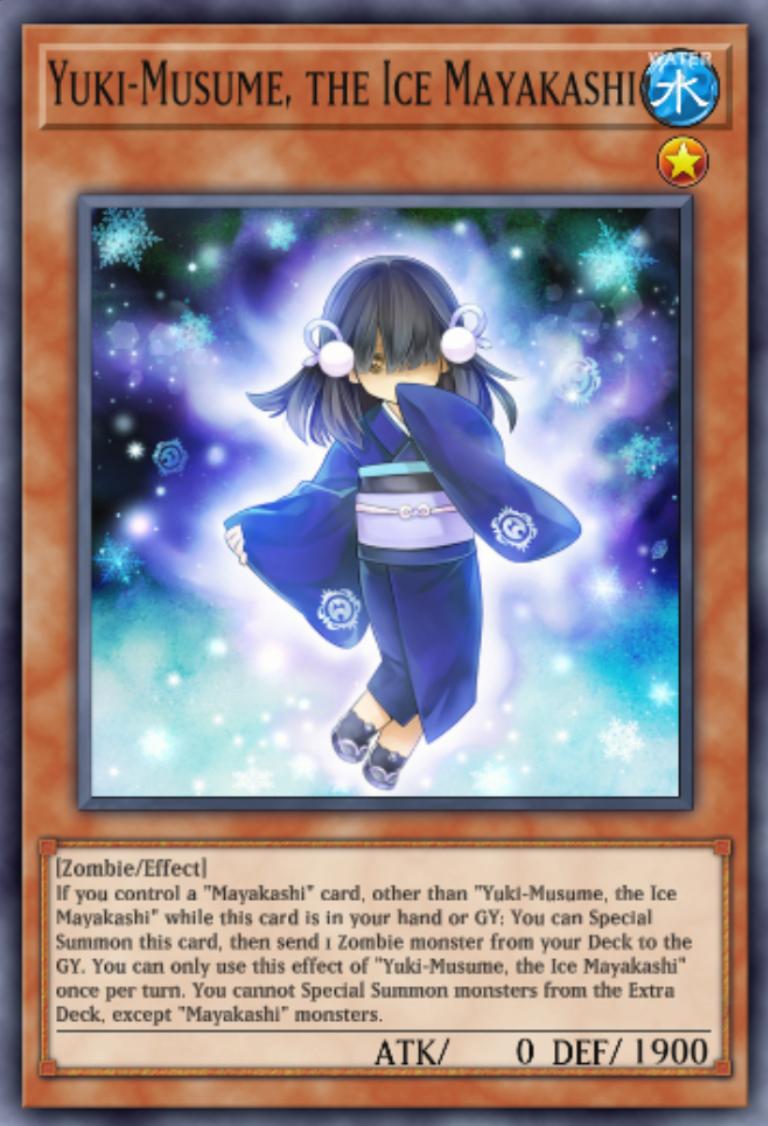 YUKI-MUSUME, THE ICE MAYAKASHI
WATER
水
[Zombie/Effect]
If you control a "Mayakashi" card, other than "Yuki-Musume, the Ice
Mayakashi" while this card is in your hand or GY: You can Special
Summon this card, then send 1 Zombie monster from your Deck to the
GY. You can only use this effect of "Yuki-Musume, the Ice Mayakashi"
once per turn. You cannot Special Summon monsters from the Extra
Deck, except "Mayakashi" monsters.
ATK/ 0 DEF/ 1900